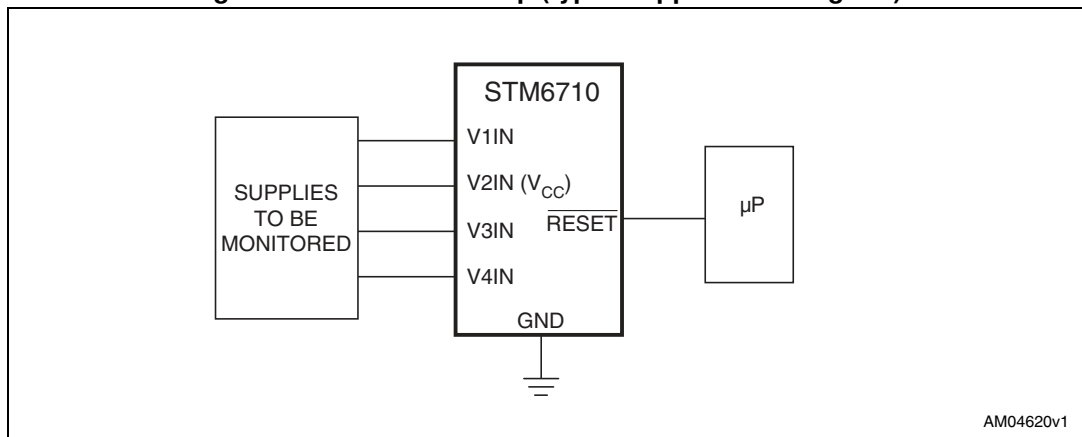 STM6710
V1IN
V2IN (VCC)
V3IN
V4IN
RESET
GND
SUPPLIES
TO BE
MONITORED
µP
AM04620v1